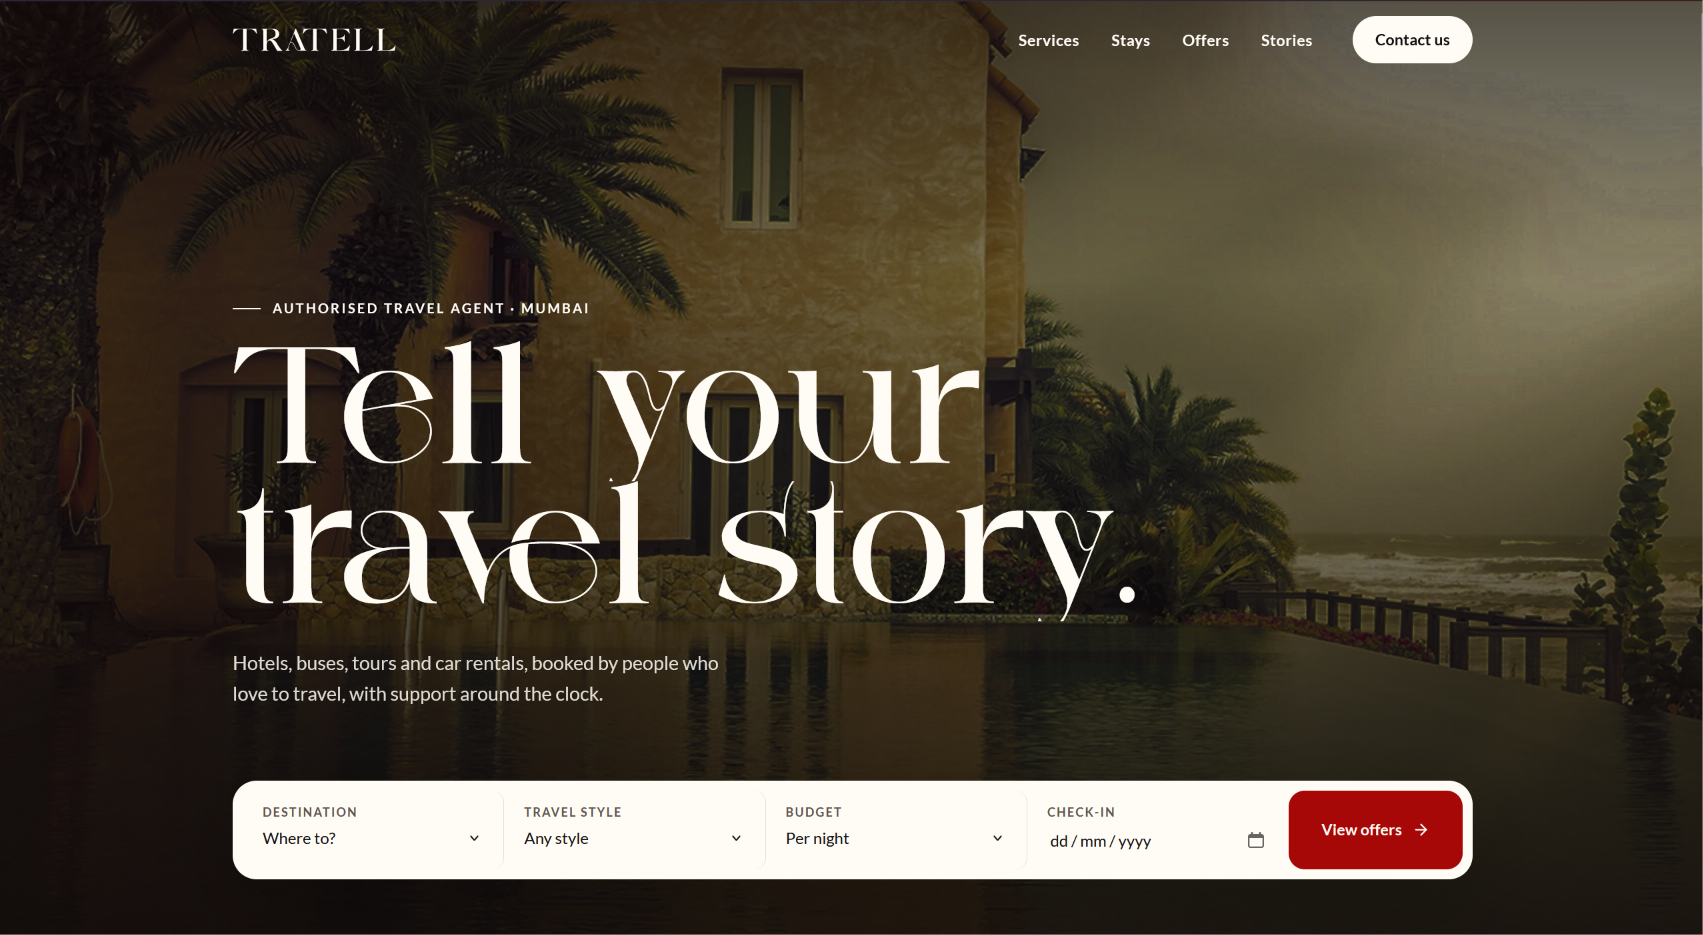 TRATELL
Services Stays Offers Stories Contact us
AUTHORISED TRAVEL AGENT · MUMBAI
Tell your
travel story.
Hotels, buses, tours and car rentals, booked by people who
love to travel, with support around the clock.
DESTINATION TRAVEL STYLE BUDGET CHECK-IN
Where to? Any style Per night dd / mm / yyyy View offers